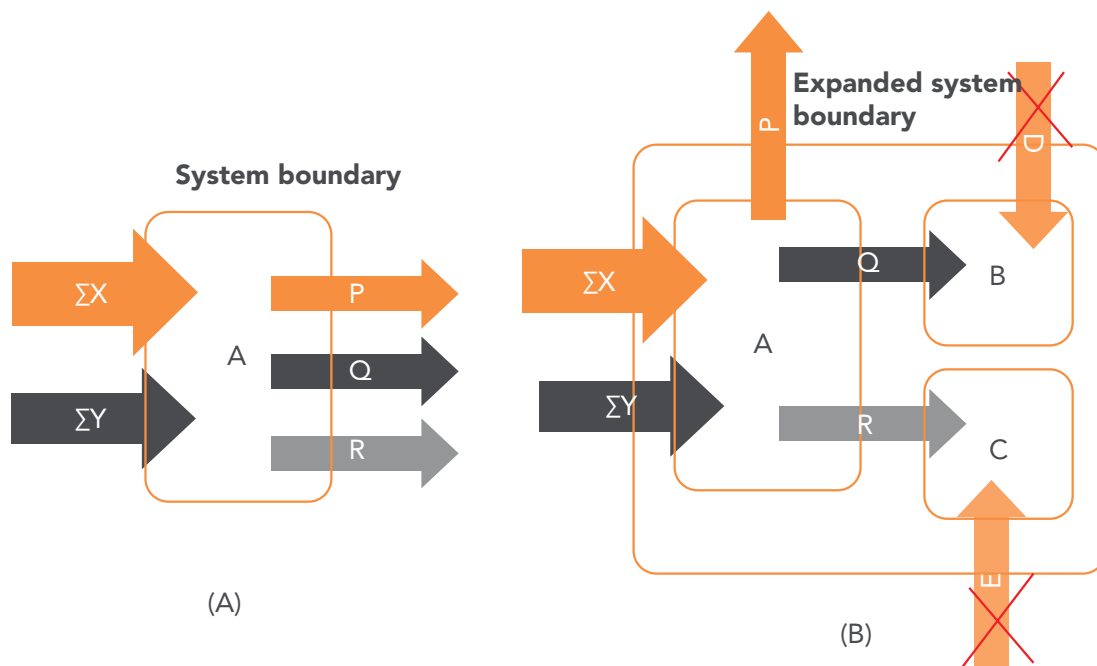 System boundary
ΣX
ΣY
A
P
Q
R
(A)
Expanded system
boundary
P
D
ΣX
ΣY
A
Q
B
R
C
E
(B)